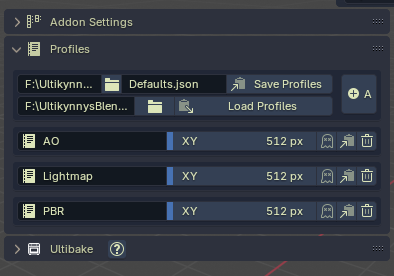 Addon Settings
Profiles
F:\Ultikynn... Defaults.json Save Profiles
A
F:\UltikynnysBlen... Load Profiles
AO XY 512 px
Lightmap XY 512 px
PBR XY 512 px
Ultibake ?